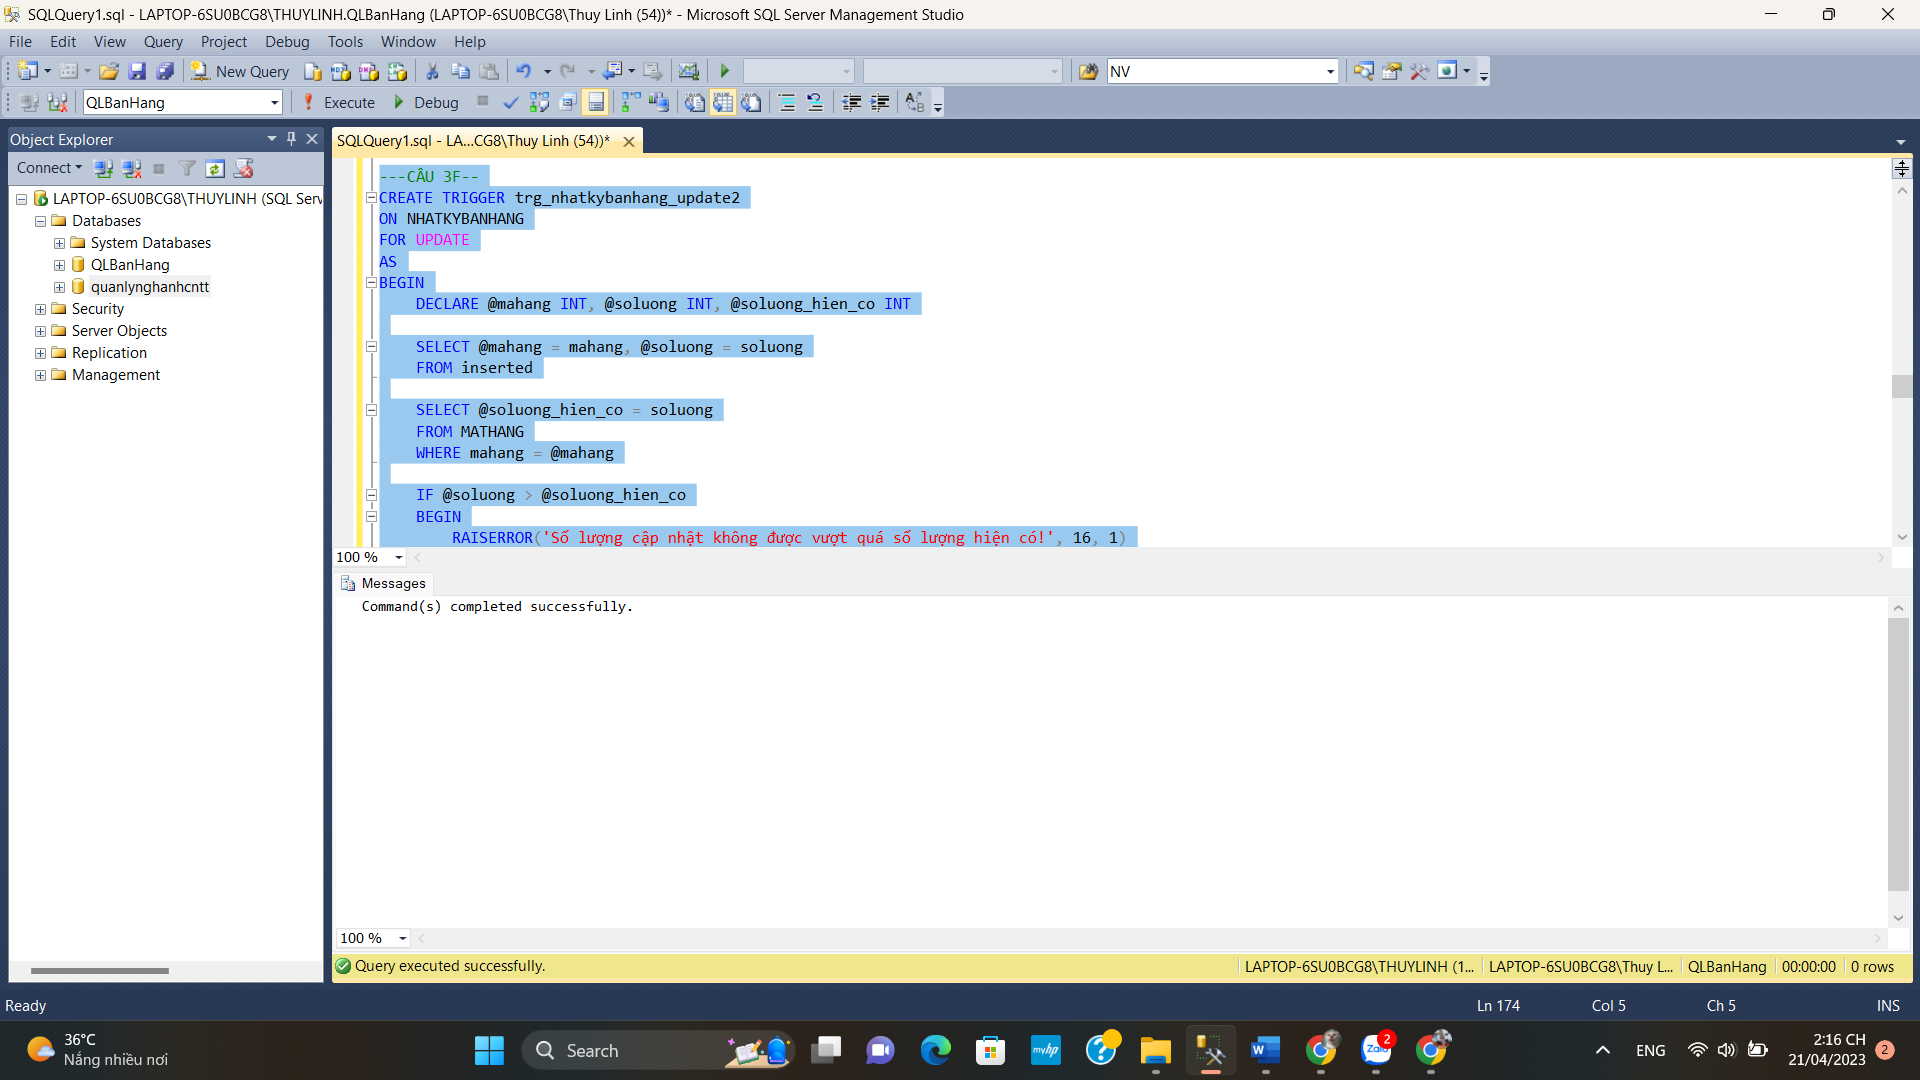 SQLQuery1.sql - LAPTOP-6SU0BCG8\THUYLINH.QLBanHang (LAPTOP-6SU0BCG8\Thuy Linh (54))* - Microsoft SQL Server Management Studio
File Edit View Query Project Debug Tools Window Help
New Query NV
QLBanHang Execute Debug
Object Explorer
Connect
LAPTOP-6SU0BCG8\THUYLINH (SQL Serv
Databases
System Databases
QLBanHang
quanlynghanhcntt
Security
Server Objects
Replication
Management
SQLQuery1.sql - LA...CG8\Thuy Linh (54))*
---CÂU 3F--
CREATE TRIGGER trg_nhatkybanhang_update2
ON NHATKYBANHANG
FOR UPDATE
AS
BEGIN
DECLARE @mahang INT, @soluong INT, @soluong_hien_co INT
SELECT @mahang = mahang, @soluong = soluong
FROM inserted
SELECT @soluong_hien_co = soluong
FROM MATHANG
WHERE mahang = @mahang
IF @soluong > @soluong_hien_co
BEGIN
RAISERROR('Số lượng cập nhật không được vượt quá số lượng hiện có!', 16, 1)
100 %
Messages
Command(s) completed successfully.
100 %
Query executed successfully. LAPTOP-6SU0BCG8\THUYLINH (1... LAPTOP-6SU0BCG8\Thuy L... QLBanHang 00:00:00 0 rows
Ready Ln 174 Col 5 Ch 5 INS
36°C
Nắng nhiều nơi
Search
myhp
W
Zalo
2
ENG
2:16 CH
21/04/2023
2